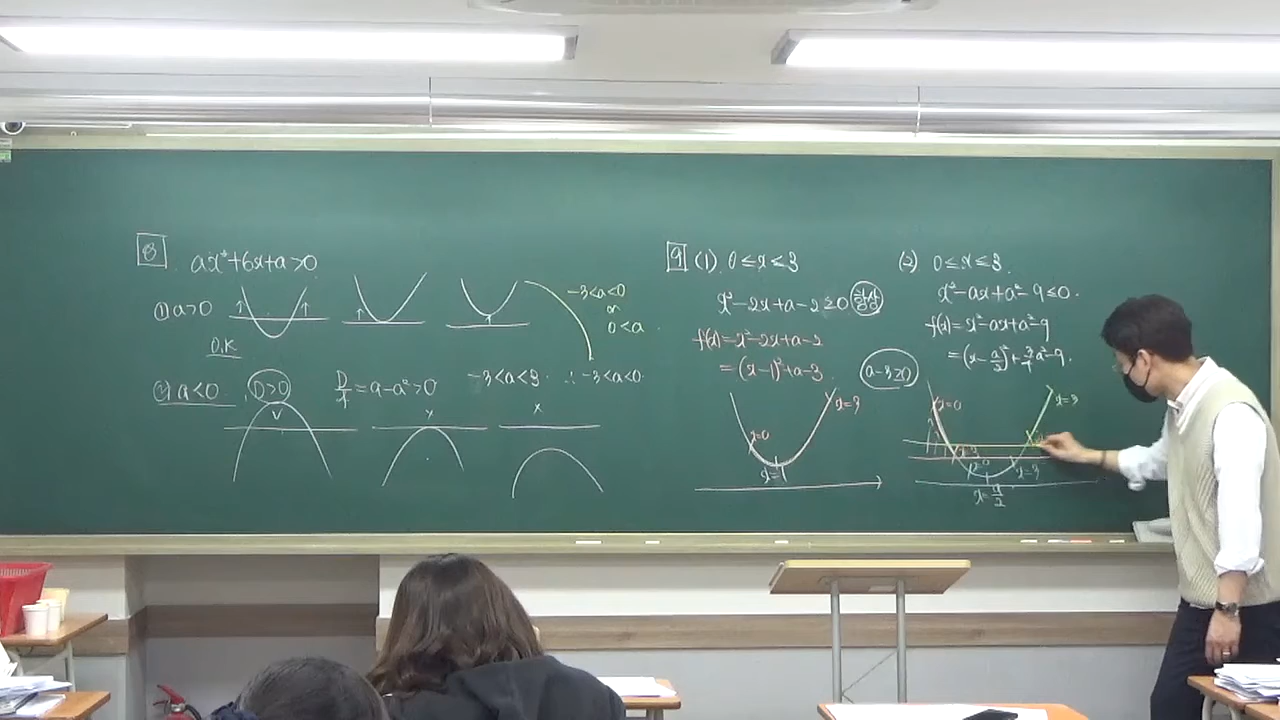 8 ax²+6x+a>0
① a>0
O.K
-3<a<0
or
0<a
② a<0 D>0 D/4 = 9-a²>0 -3<a<3 ∴ -3<a<0
9 (1) 0≤x≤3
x²-2x+a-2≥0 항상
f(x)=x²-2x+a-2
=(x-1)²+a-3
a-3≥0
x=0
x=1
x=3
(2) 0≤x≤3
x²-ax+a²-9≤0
f(x)=x²-ax+a²-9
=(x-a/2)²+3/4a²-9
x=0
x=3
x=0
x=3
x=a/2